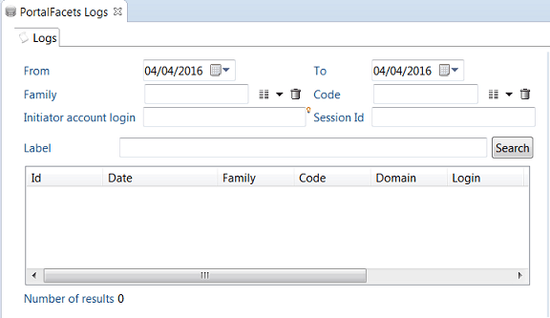 PortalFacets Logs
Logs
From 04/04/2016 To 04/04/2016
Family Code
Initiator account login Session Id
Label Search
Id Date Family Code Domain Login
Number of results 0